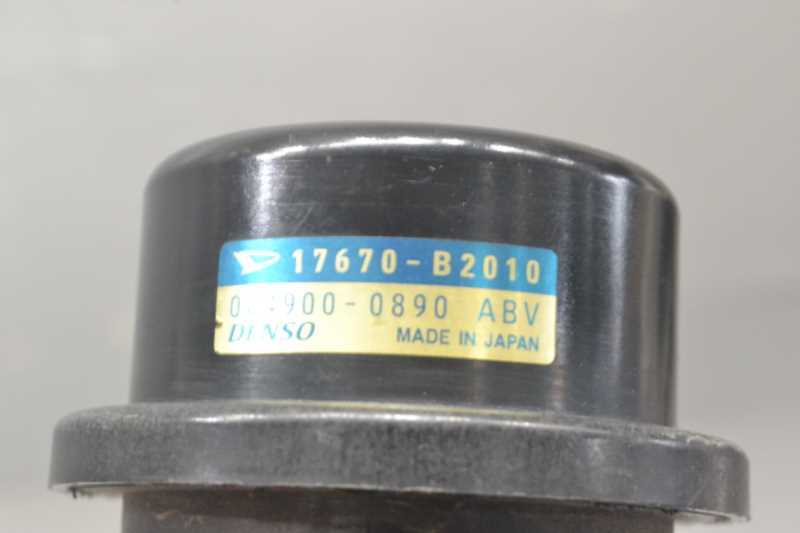 17670-B2010
ABV
DENSO
MADE IN JAPAN